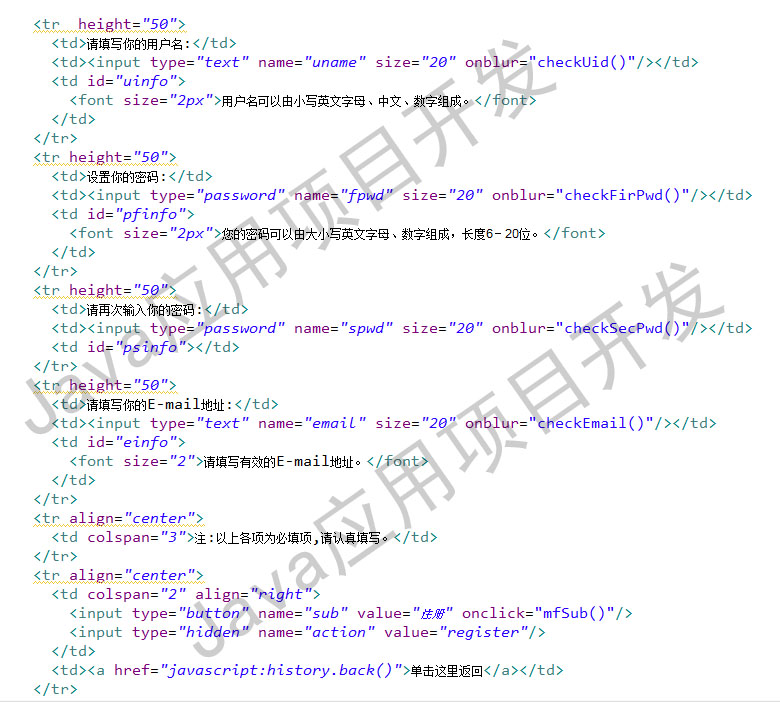 <tr  height="50">
<td>请填写你的用户名:</td>
<td><input type="text" name="uname" size="20" onblur="checkUid()"/></td>
<td id="uinfo">
<font size="2px">用户名可以由小写英文字母、中文、数字组成。</font>
</td>
</tr>
<tr height="50">
<td>设置你的密码:</td>
<td><input type="password" name="fpwd" size="20" onblur="checkFirPwd()"/></td>
<td id="pfinfo">
<font size="2px">您的密码可以由大小写英文字母、数字组成，长度6－20位。</font>
</td>
</tr>
<tr height="50">
<td>请再次输入你的密码:</td>
<td><input type="password" name="spwd" size="20" onblur="checkSecPwd()"/></td>
<td id="psinfo"></td>
</tr>
<tr height="50">
<td>请填写你的E-mail地址:</td>
<td><input type="text" name="email" size="20" onblur="checkEmail()"/></td>
<td id="einfo">
<font size="2">请填写有效的E-mail地址。</font>
</td>
</tr>
<tr align="center">
<td colspan="3">注:以上各项为必填项,请认真填写。</td>
</tr>
<tr align="center">
<td colspan="2" align="right">
<input type="button" name="sub" value="注册" onclick="mfSub()"/>
<input type="hidden" name="action" value="register"/>
</td>
<td><a href="javascript:history.back()">单击这里返回</a></td>
</tr>
Java应用项目开发
Java应用项目开发